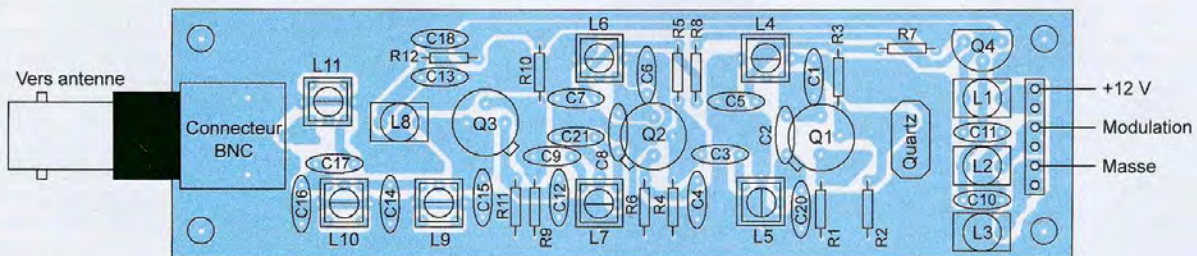 Vers antenne
Connecteur
BNC
L11
C18
R12
C13
L8
Q3
R10
L6
C7
C21
C9
C8
C6
Q2
R5
R8
L4
C5
C3
C2
C1
R3
Q1
R7
Q4
Quartz
L1
C11
L2
C10
L3
+12 V
Modulation
Masse
C17
C16
L10
C14
L9
C15
R11
R9
C12
L7
R6
R4
C4
L5
C20
R1
R2